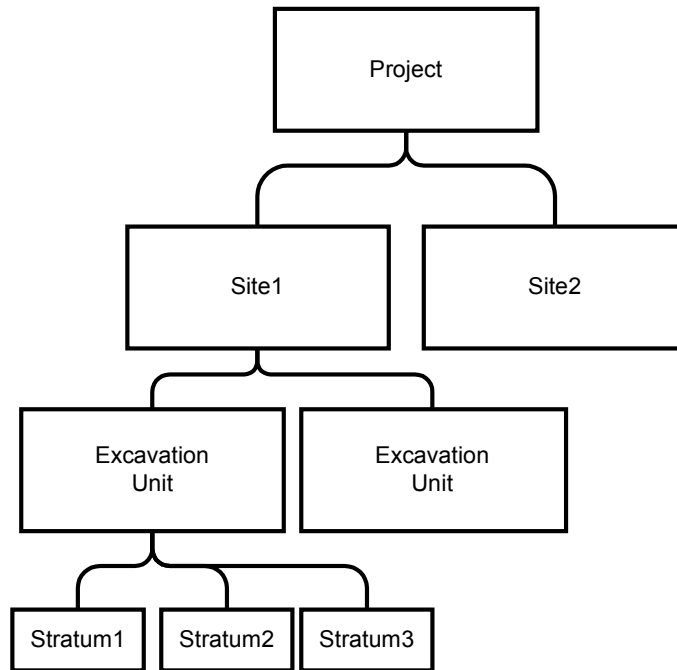 Project
Site1
Site2
Excavation
Unit
Excavation
Unit
Stratum1
Stratum2
Stratum3